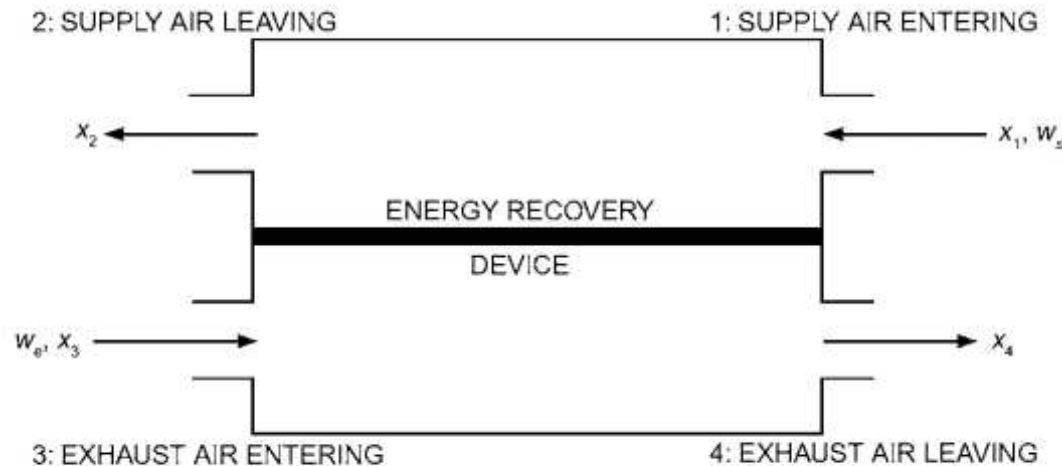 2: SUPPLY AIR LEAVING
1: SUPPLY AIR ENTERING
x₂
x₁, wₛ
ENERGY RECOVERY
DEVICE
wₑ, x₃
x₄
3: EXHAUST AIR ENTERING
4: EXHAUST AIR LEAVING